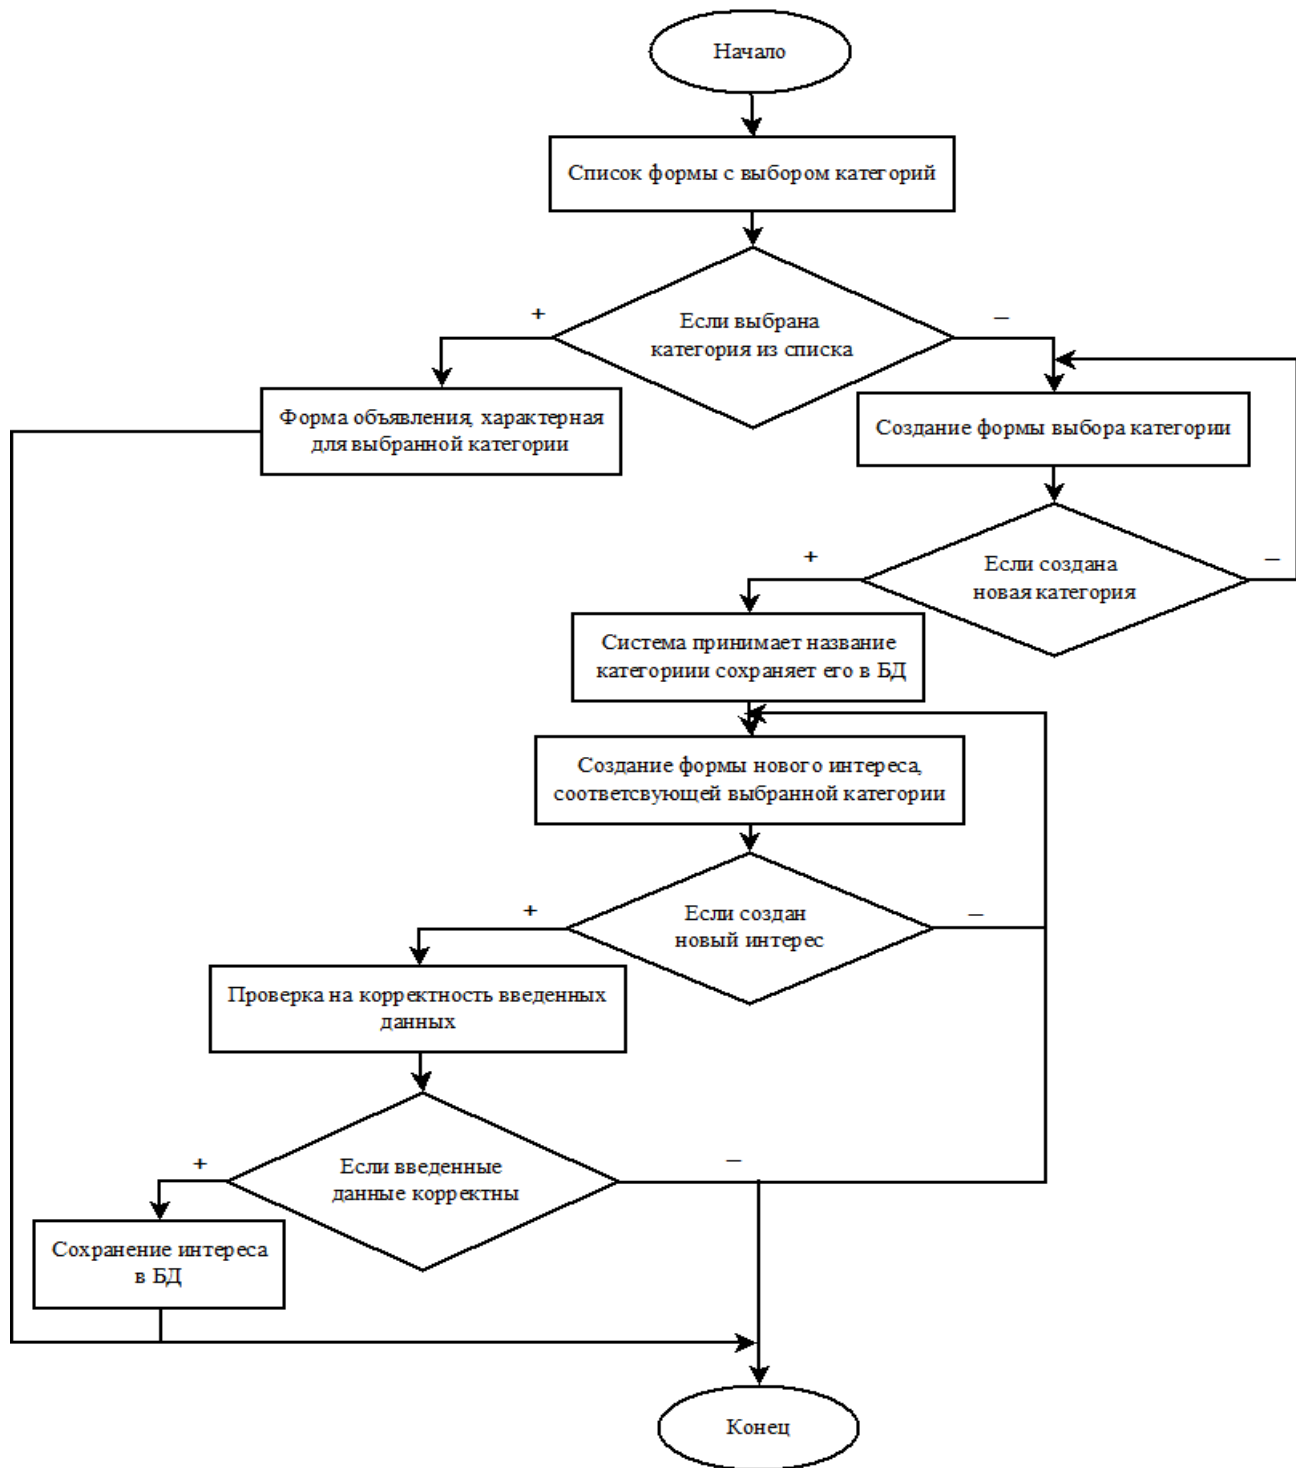 Начало
Список формы с выбором категорий
Если выбрана
категория из списка
+
–
Форма объявления, характерная
для выбранной категории
Создание формы выбора категории
Если создана
новая категория
+
–
Система принимает название
категориии сохраняет его в БД
Создание формы нового интереса,
соответсвующей выбранной категории
Если создан
новый интерес
+
–
Проверка на корректность введенных
данных
Если введенные
данные корректны
+
–
Сохранение интереса
в БД
Конец